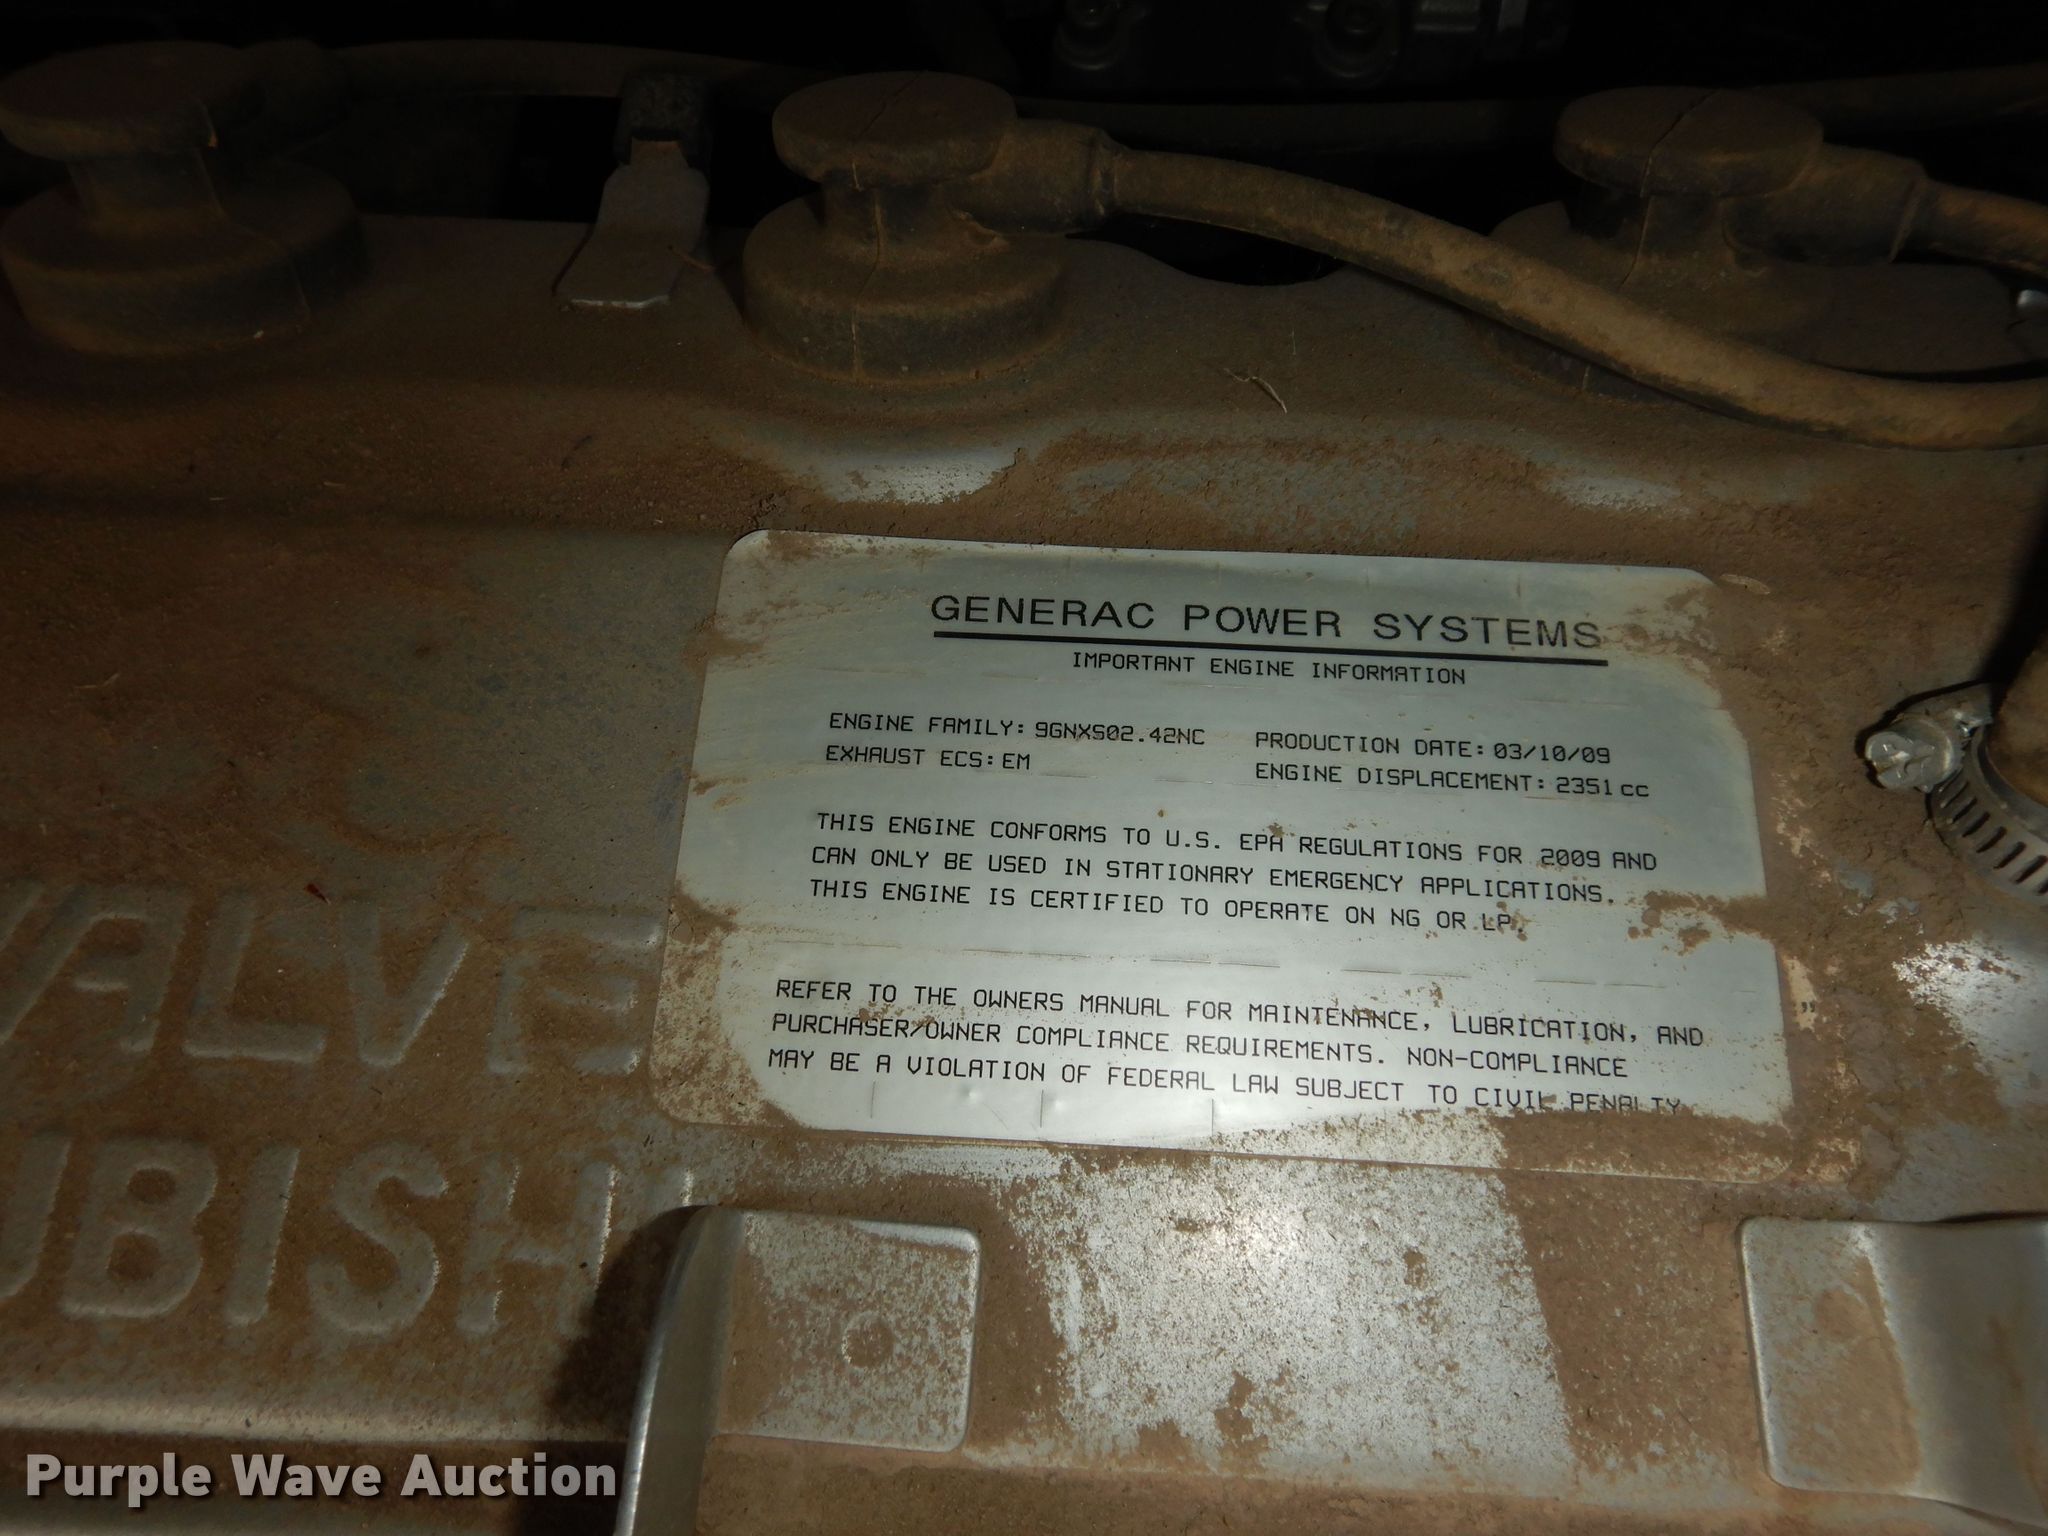 GENERAC POWER SYSTEMS
IMPORTANT ENGINE INFORMATION
ENGINE FAMILY: 9GNXS02.42NC PRODUCTION DATE: 03/10/09
EXHAUST ECS: EM ENGINE DISPLACEMENT: 2351 cc
THIS ENGINE CONFORMS TO U.S. EPA REGULATIONS FOR 2009 AND
CAN ONLY BE USED IN STATIONARY EMERGENCY APPLICATIONS.
THIS ENGINE IS CERTIFIED TO OPERATE ON NG OR LP.
REFER TO THE OWNERS MANUAL FOR MAINTENANCE, LUBRICATION, AND
PURCHASER/OWNER COMPLIANCE REQUIREMENTS. NON-COMPLIANCE
MAY BE A VIOLATION OF FEDERAL LAW SUBJECT TO CIVIL PENALTY
VALVE
UBISHI
Purple Wave Auction